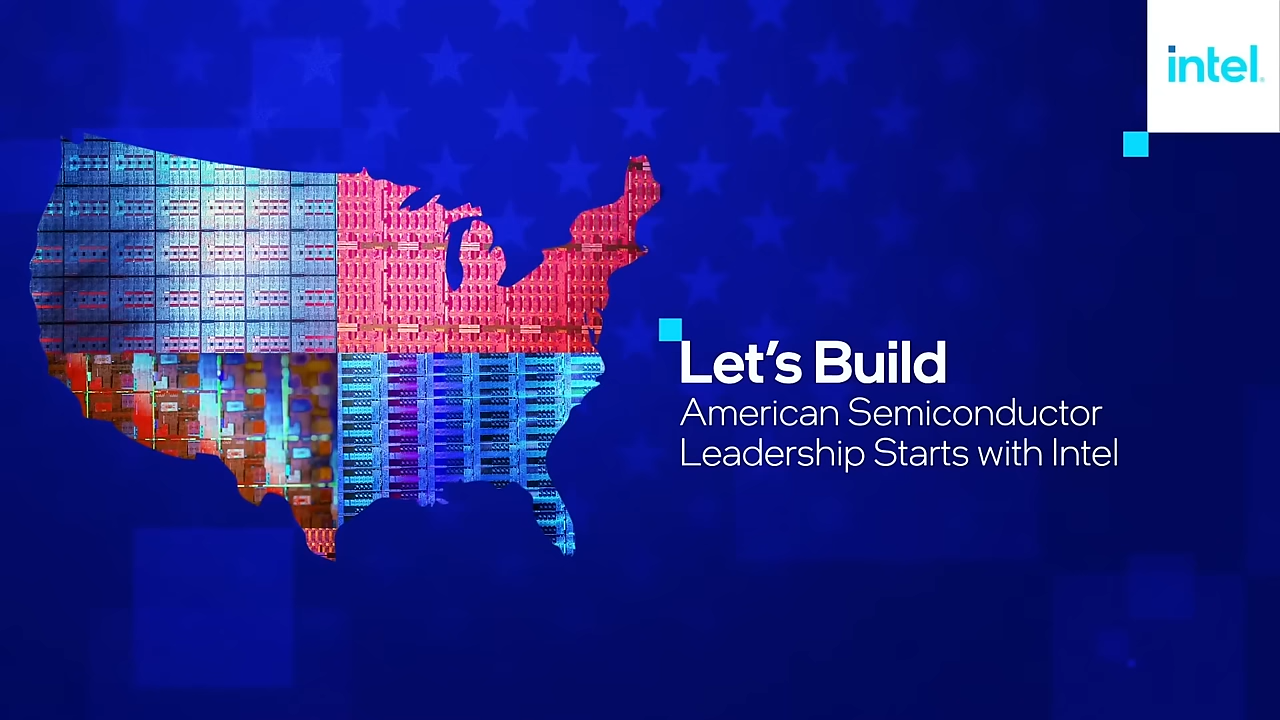 intel.
Let's Build
American Semiconductor
Leadership Starts with Intel